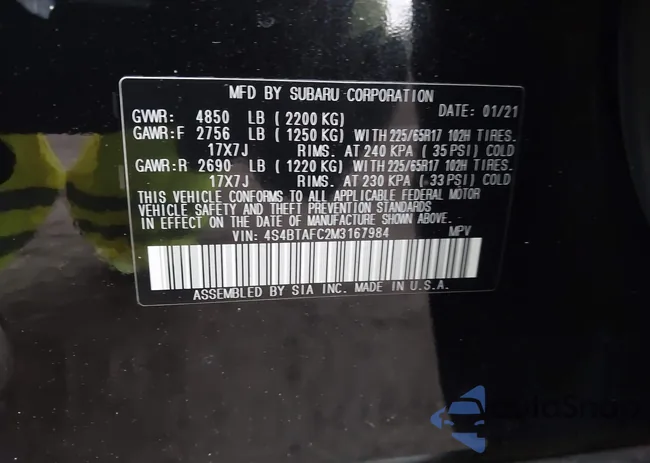 MFD BY SUBARU CORPORATION
GVWR: 4850 LB ( 2200 KG) DATE: 01/21
GAWR:F 2756 LB ( 1250 KG) WITH 225/65R17 102H TIRES.
17X7J RIMS. AT 240 KPA ( 35 PSI) COLD
GAWR:R 2690 LB ( 1220 KG) WITH 225/65R17 102H TIRES.
17X7J RIMS. AT 230 KPA ( 33 PSI) COLD
THIS VEHICLE CONFORMS TO ALL APPLICABLE FEDERAL MOTOR
VEHICLE SAFETY AND THEFT PREVENTION STANDARDS
IN EFFECT ON THE DATE OF MANUFACTURE SHOWN ABOVE.
VIN: 4S4BTAFC2M3167984 MPV
ASSEMBLED BY SIA INC. MADE IN U.S.A.